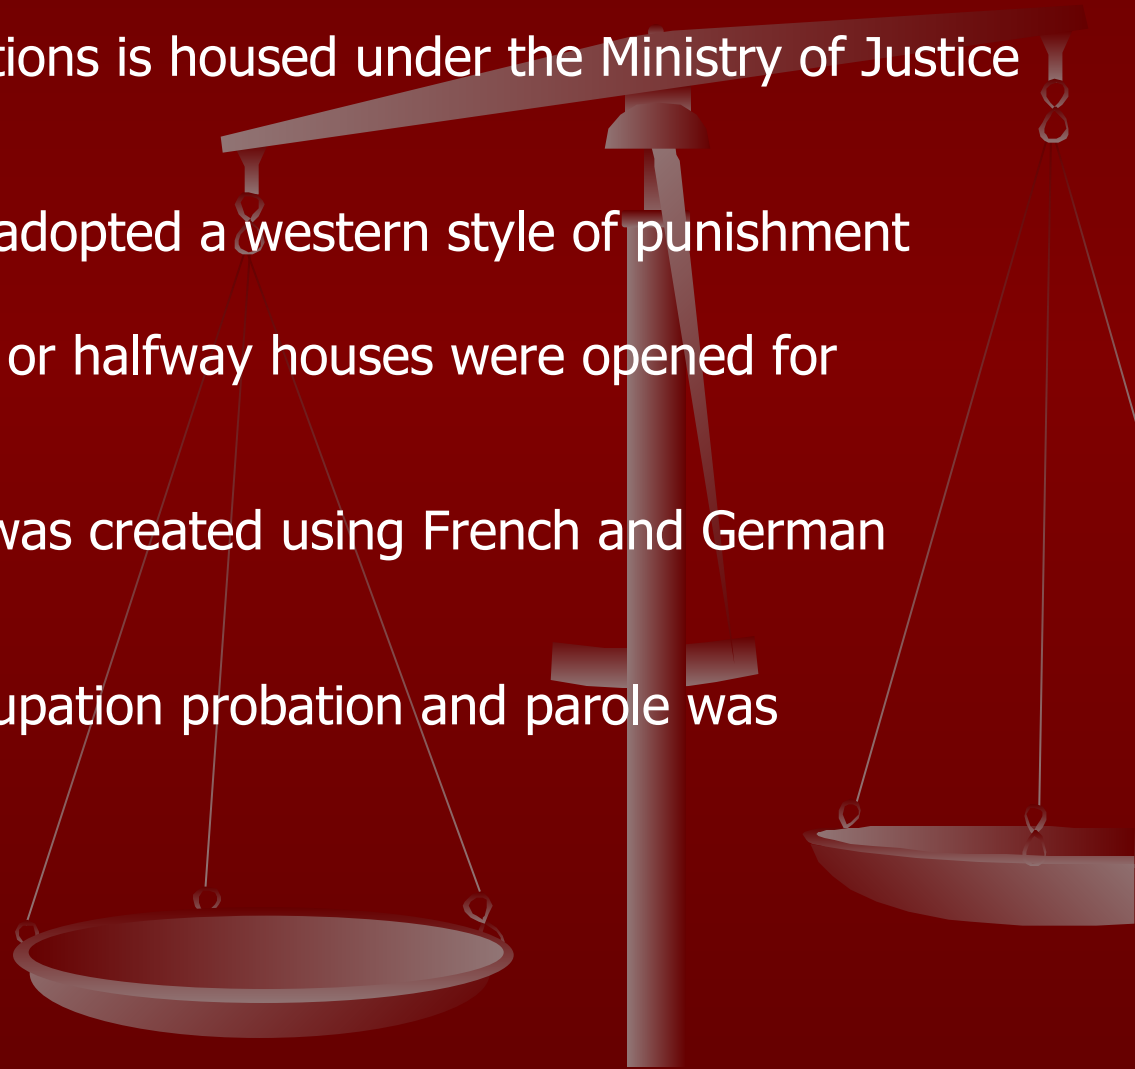 tions is housed under the Ministry of Justice
adopted a western style of punishment
or halfway houses were opened for
was created using French and German
upation probation and parole was